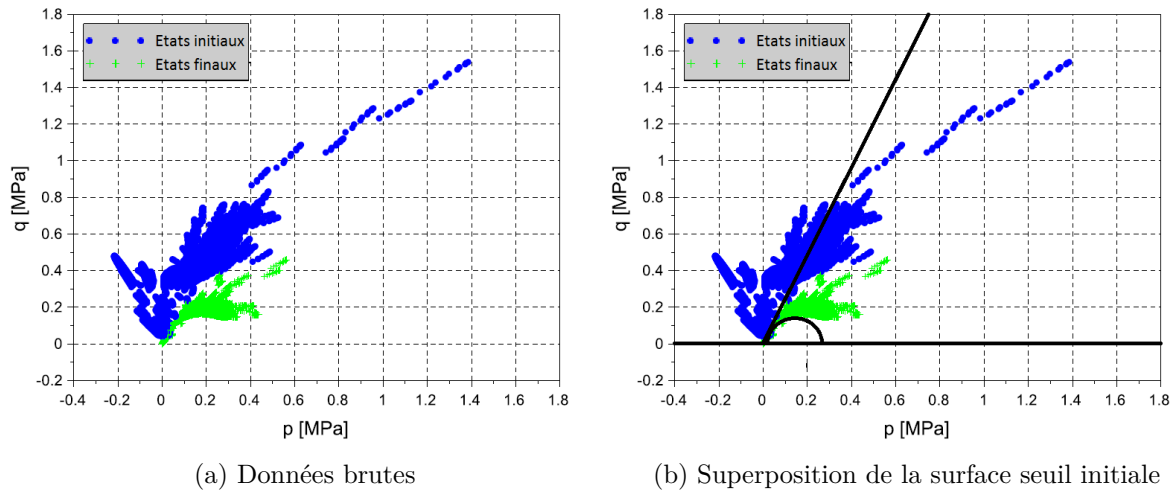 1.8
1.6
1.4
1.2
1
0.8
0.6
0.4
0.2
0
-0.2
q [MPa]
Etats initiaux
Etats finaux
-0.4 -0.2 0 0.2 0.4 0.6 0.8 1 1.2 1.4 1.6 1.8
p [MPa]
(a) Données brutes
1.8
1.6
1.4
1.2
1
0.8
0.6
0.4
0.2
0
-0.2
q [MPa]
Etats initiaux
Etats finaux
-0.4 -0.2 0 0.2 0.4 0.6 0.8 1 1.2 1.4 1.6 1.8
p [MPa]
(b) Superposition de la surface seuil initiale